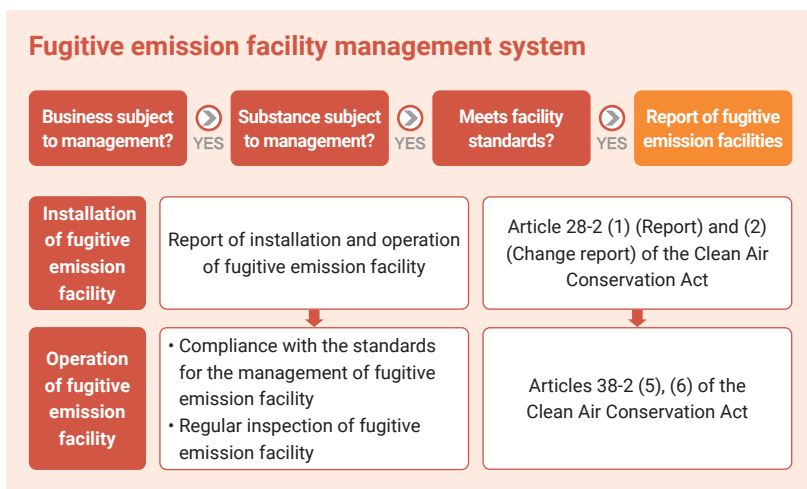 Fugitive emission facility management system
Business subject
to management?
YES
Substance subject
to management?
YES
Meets facility
standards?
YES
Report of fugitive
emission facilities
Installation
of fugitive
emission
facility
Report of installation and operation
of fugitive emission facility
Article 28-2 (1) (Report) and (2)
(Change report) of the Clean Air
Conservation Act
Operation
of fugitive
emission
facility
• Compliance with the standards
for the management of fugitive
emission facility
• Regular inspection of fugitive
emission facility
Articles 38-2 (5), (6) of the
Clean Air Conservation Act